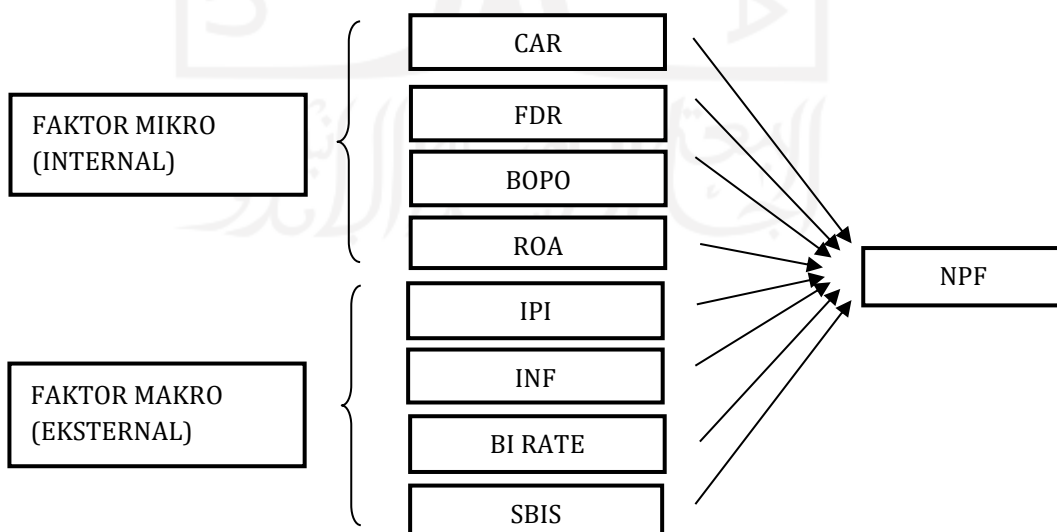 CAR
FAKTOR MIKRO
(INTERNAL)
FDR
BOPO
ROA
NPF
IPI
FAKTOR MAKRO
(EKSTERNAL)
INF
BI RATE
SBIS